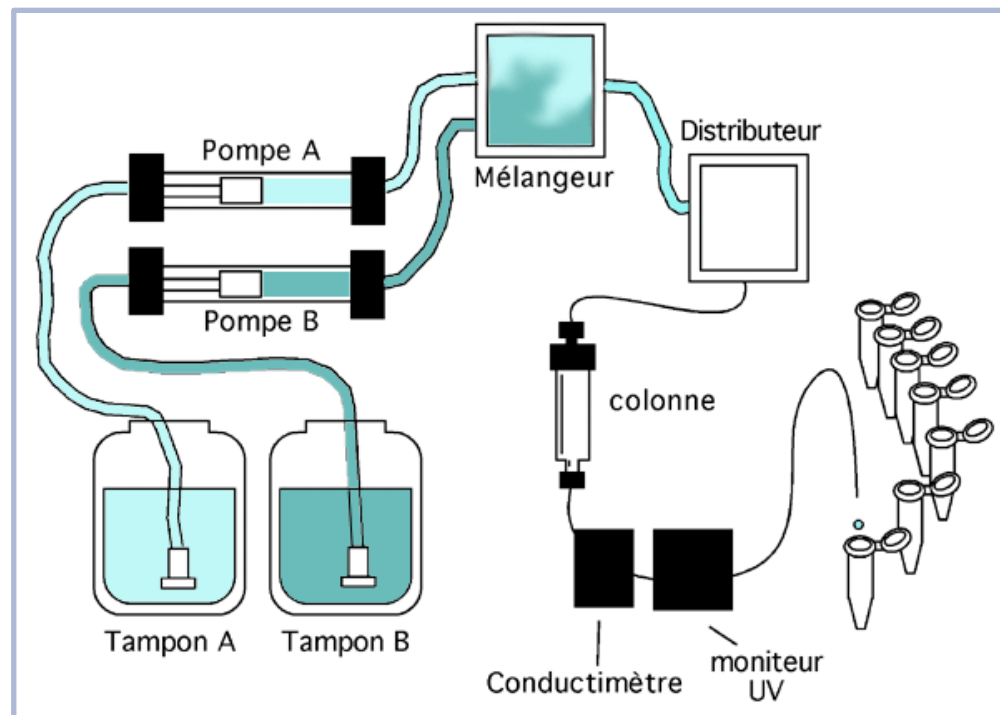 Pompe A
Pompe B
Mélangeur
Distributeur
colonne
Tampon A
Tampon B
Conductimètre
moniteur
UV